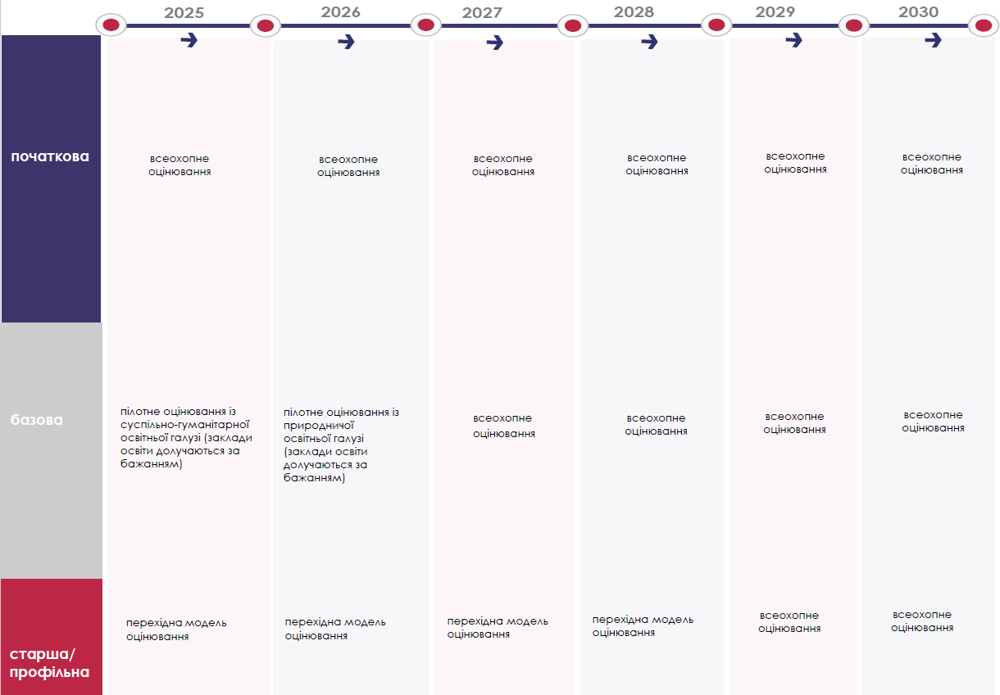 2025
2026
2027
2028
2029
2030
початкова
всеохопне
оцінювання
всеохопне
оцінювання
всеохопне
оцінювання
всеохопне
оцінювання
всеохопне
оцінювання
всеохопне
оцінювання
базова
пілотне оцінювання із
суспільно-гуманітарної
освітньої галузі (заклади
освіти долучаються за
бажанням)
пілотне оцінювання із
природничої
освітньої галузі
(заклади освіти
долучаються за
бажанням)
всеохопне
оцінювання
всеохопне
оцінювання
всеохопне
оцінювання
всеохопне
оцінювання
старша/
профільна
перехідна модель
оцінювання
перехідна модель
оцінювання
перехідна модель
оцінювання
перехідна модель
оцінювання
всеохопне
оцінювання
всеохопне
оцінювання